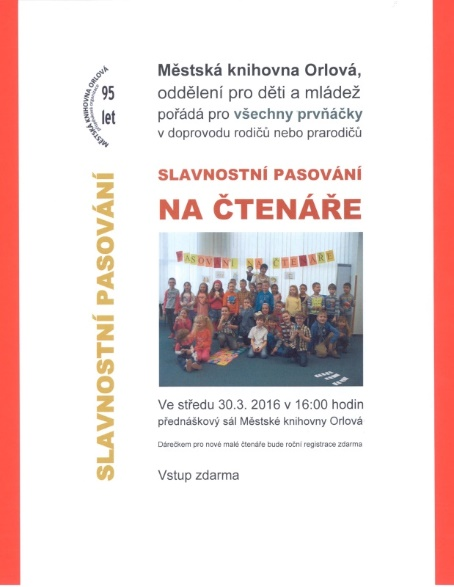 MĚSTSKÁ KNIHOVNA ORLOVÁ
95
let
Městská knihovna Orlová,
oddělení pro děti a mládež
pořádá pro všechny prvňáčky
v doprovodu rodičů nebo prarodičů
SLAVNOSTNÍ PASOVÁNÍ
SLAVNOSTNÍ PASOVÁNÍ
NA ČTENÁŘE
PASOVÁNÍ NA ČTENÁŘE
Ve středu 30.3. 2016 v 16:00 hodin
přednáškový sál Městské knihovny Orlová
Dárečkem pro nové malé čtenáře bude roční registrace zdarma
Vstup zdarma